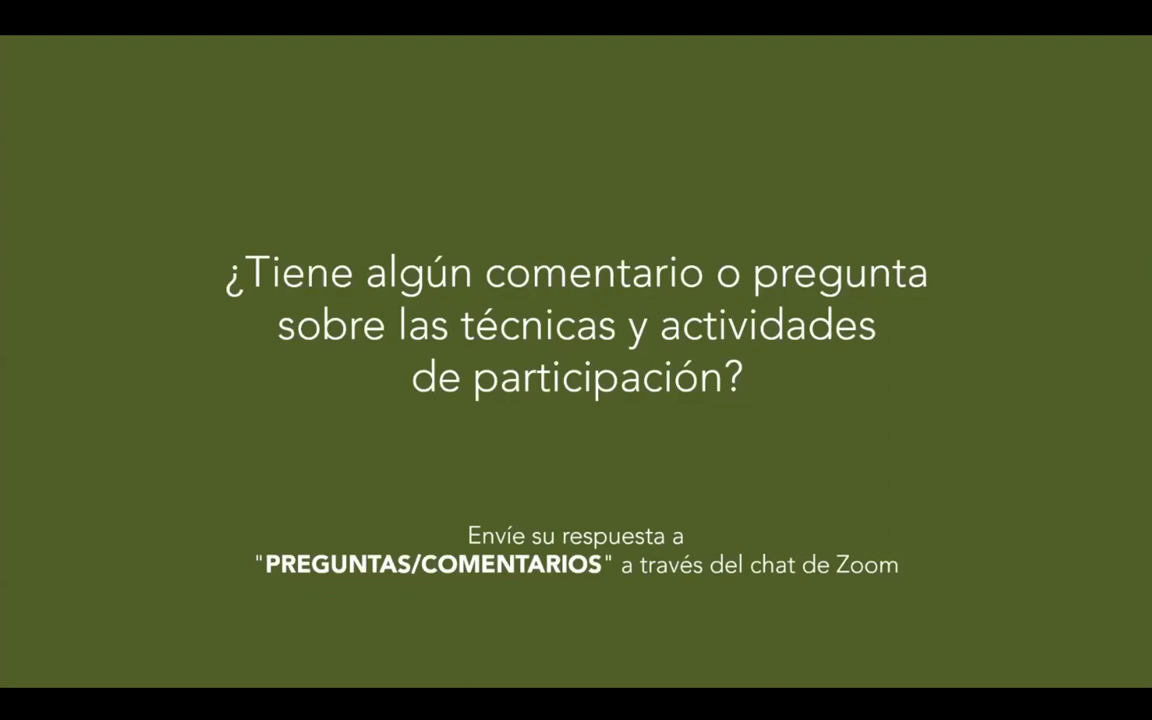 ¿Tiene algún comentario o pregunta
sobre las técnicas y actividades
de participación?
Envíe su respuesta a
"PREGUNTAS/COMENTARIOS" a través del chat de Zoom